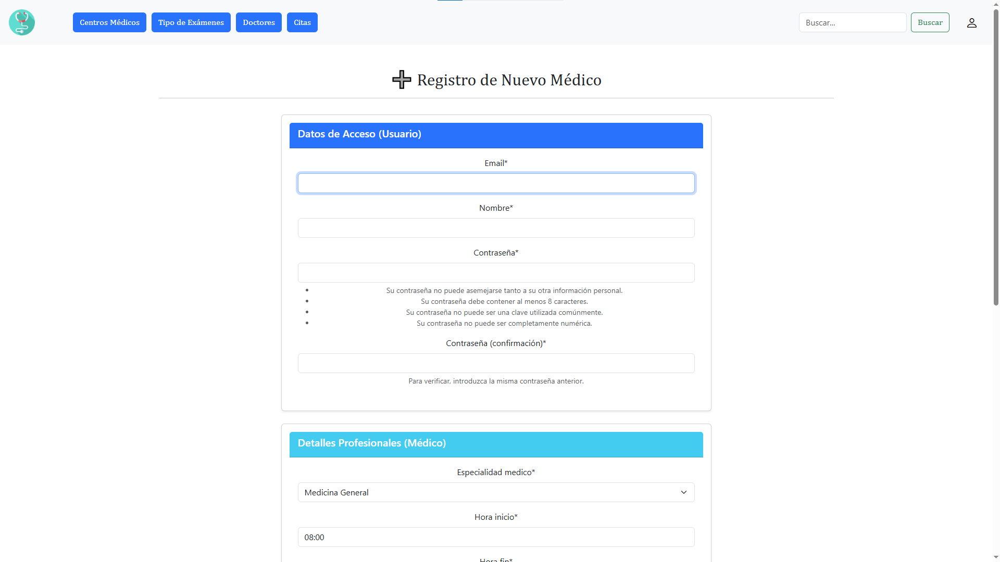 Centros Médicos Tipo de Exámenes Doctores Citas Buscar... Buscar
Registro de Nuevo Médico
Datos de Acceso (Usuario)
Email*
Nombre*
Contraseña*
• Su contraseña no puede asemejarse tanto a su otra información personal.
• Su contraseña debe contener al menos 8 caracteres.
• Su contraseña no puede ser una clave utilizada comúnmente.
• Su contraseña no puede ser completamente numérica.
Contraseña (confirmación)*
Para verificar, introduzca la misma contraseña anterior.
Detalles Profesionales (Médico)
Especialidad medico*
Medicina General
Hora inicio*
08:00
Hora fin*